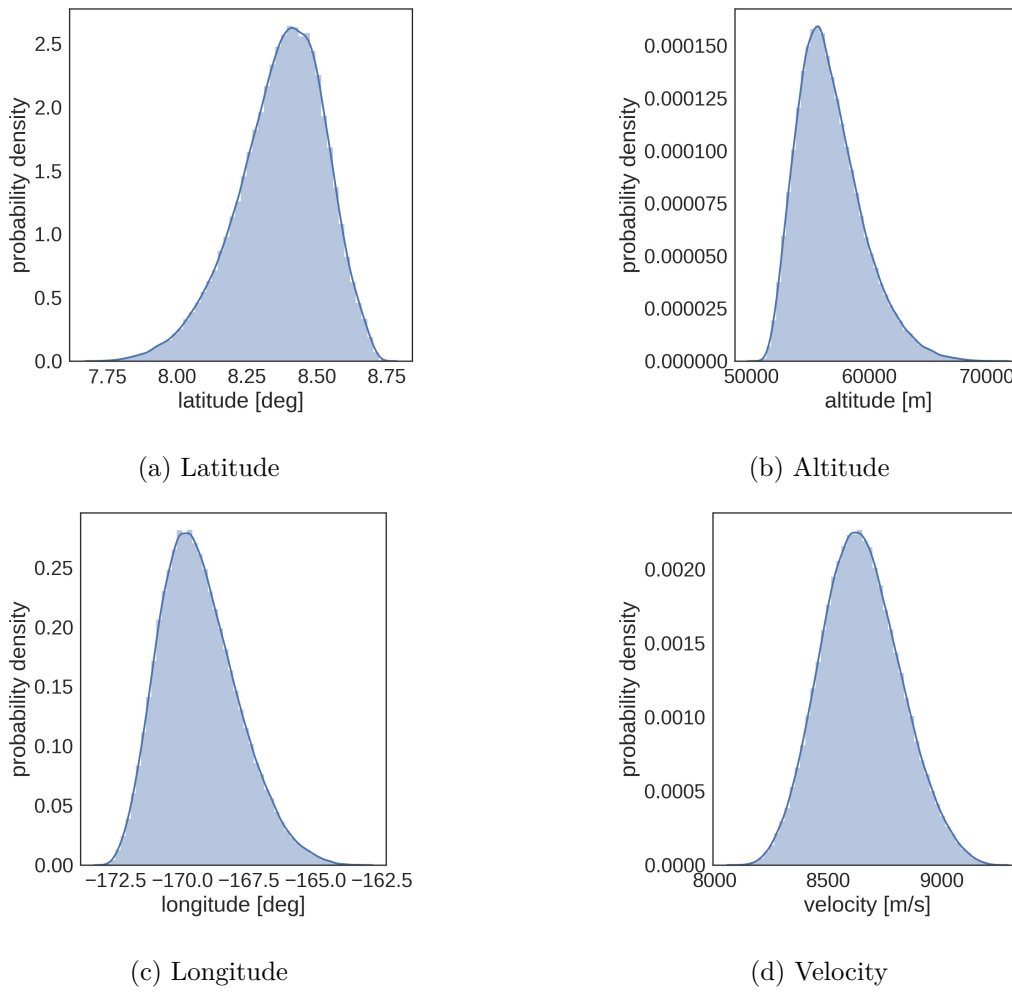 probability density
2.5
2.0
1.5
1.0
0.5
0.0
7.75 8.00 8.25 8.50 8.75
latitude [deg]
(a) Latitude
probability density
0.000150
0.000125
0.000100
0.000075
0.000050
0.000025
0.000000
50000 60000 70000
altitude [m]
(b) Altitude
probability density
0.25
0.20
0.15
0.10
0.05
0.00
−172.5 −170.0 −167.5 −165.0 −162.5
longitude [deg]
(c) Longitude
probability density
0.0020
0.0015
0.0010
0.0005
0.0000
8000 8500 9000
velocity [m/s]
(d) Velocity